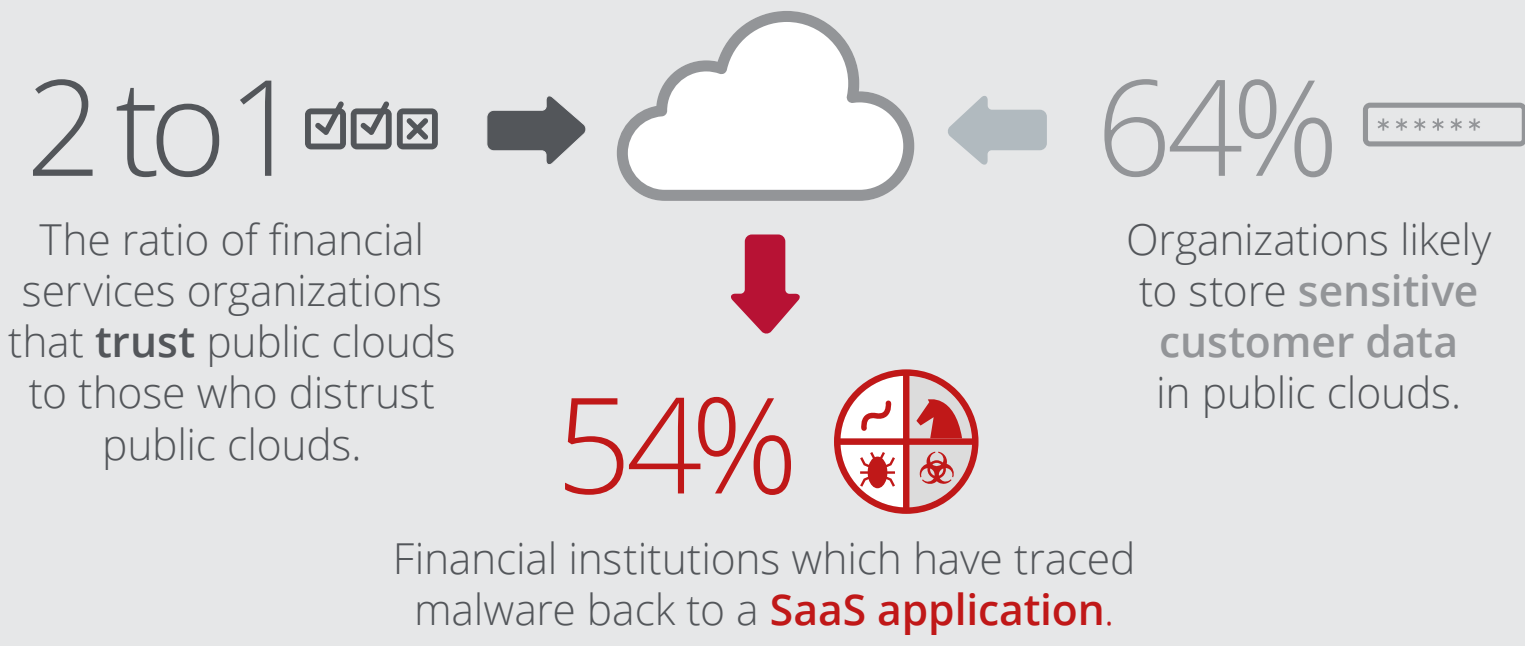 2 to 1
The ratio of financial
services organizations
that trust public clouds
to those who distrust
public clouds.
64%
******
Organizations likely
to store sensitive
customer data
in public clouds.
54%
Financial institutions which have traced
malware back to a SaaS application.